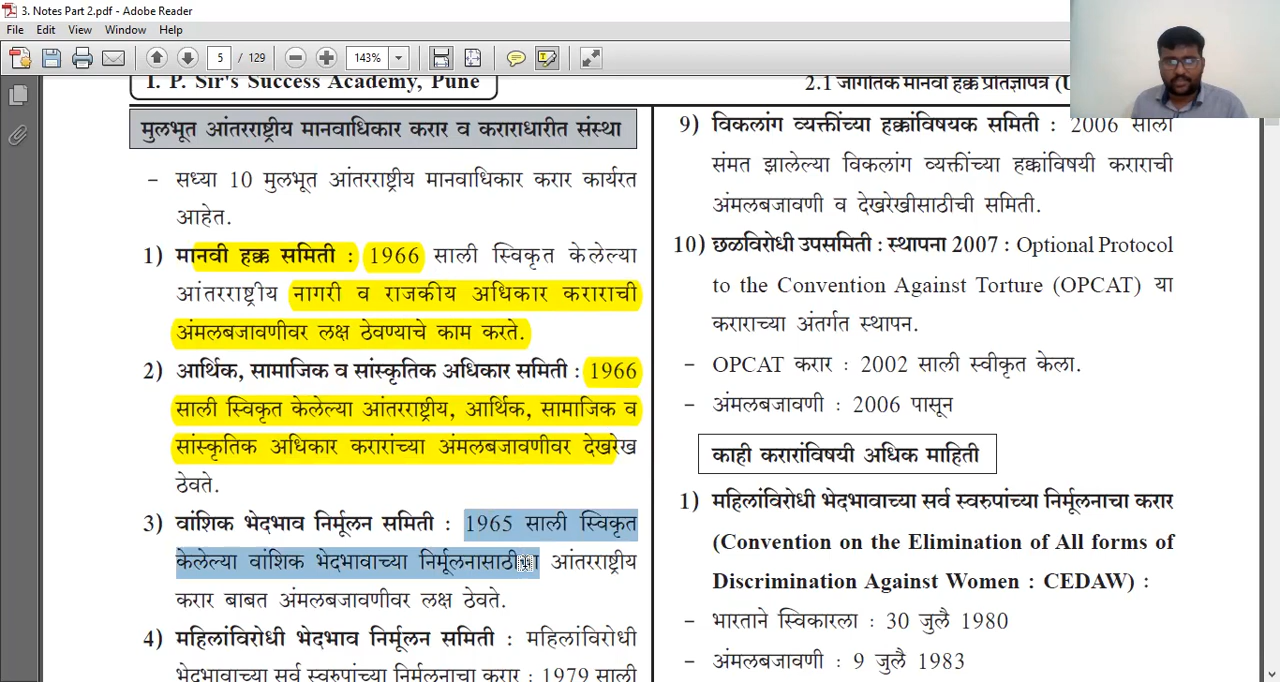 3. Notes Part 2.pdf - Adobe Reader
File Edit View Window Help
5 / 129 143%
I. P. Sir's Success Academy, Pune
2.1 जागतिक मानवी हक्क प्रतिज्ञापत्र (U
मुलभूत आंतरराष्ट्रीय मानवाधिकार करार व कराराधारीत संस्था
- सध्या 10 मुलभूत आंतरराष्ट्रीय मानवाधिकार करार कार्यरत
आहेत.
1) मानवी हक्क समिती : 1966 साली स्विकृत केलेल्या
आंतरराष्ट्रीय नागरी व राजकीय अधिकार कराराची
अंमलबजावणीवर लक्ष ठेवण्याचे काम करते.
2) आर्थिक, सामाजिक व सांस्कृतिक अधिकार समिती : 1966
साली स्विकृत केलेल्या आंतरराष्ट्रीय, आर्थिक, सामाजिक व
सांस्कृतिक अधिकार करारांच्या अंमलबजावणीवर देखरेख
ठेवते.
3) वांशिक भेदभाव निर्मूलन समिती : 1965 साली स्विकृत
केलेल्या वांशिक भेदभावाच्या निर्मूलनासाठीच्या आंतरराष्ट्रीय
करार बाबत अंमलबजावणीवर लक्ष ठेवते.
4) महिलांविरोधी भेदभाव निर्मूलन समिती : महिलांविरोधी
भेदभावाच्या सर्व स्वरुपांच्या निर्मूलनाचा करार : 1979 साली
9) विकलांग व्यक्तींच्या हक्कांविषयक समिती : 2006 साली
संमत झालेल्या विकलांग व्यक्तींच्या हक्कांविषयी कराराची
अंमलबजावणी व देखरेखीसाठीची समिती.
10) छळविरोधी उपसमिती : स्थापना 2007 : Optional Protocol
to the Convention Against Torture (OPCAT) या
कराराच्या अंतर्गत स्थापन.
- OPCAT करार : 2002 साली स्वीकृत केला.
- अंमलबजावणी : 2006 पासून
काही करारांविषयी अधिक माहिती
1) महिलांविरोधी भेदभावाच्या सर्व स्वरुपांच्या निर्मूलनाचा करार
(Convention on the Elimination of All forms of
Discrimination Against Women : CEDAW) :
- भारताने स्विकारला : 30 जुलै 1980
- अंमलबजावणी : 9 जुलै 1983